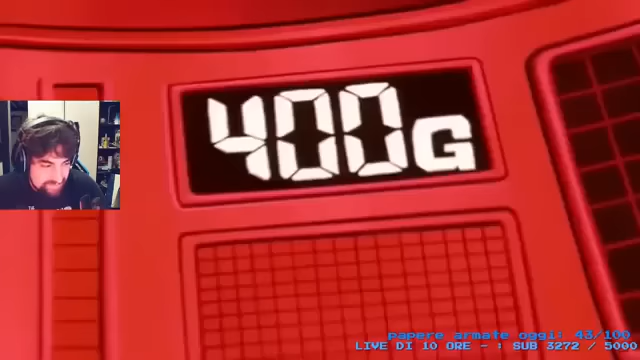 400G
papere armate oggi: 43/100
LIVE DI 10 ORE - : SUB 3272 / 5000